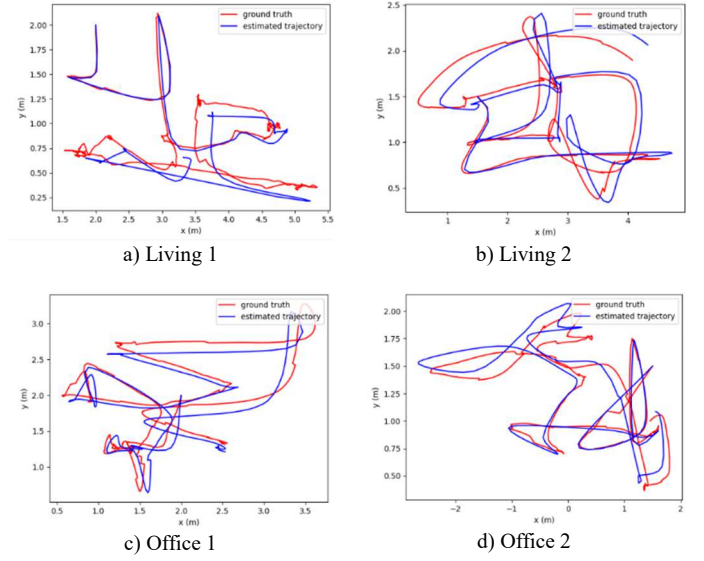 ground truth
estimated trajectory
y (m)
2.00
1.75
1.50
1.25
1.00
0.75
0.50
0.25
1.5 2.0 2.5 3.0 3.5 4.0 4.5 5.0 5.5
x (m)
a) Living 1
ground truth
estimated trajectory
y (m)
2.5
2.0
1.5
1.0
0.5
1 2 3 4
x (m)
b) Living 2
ground truth
estimated trajectory
y (m)
3.0
2.5
2.0
1.5
1.0
0.5 1.0 1.5 2.0 2.5 3.0 3.5
x (m)
c) Office 1
ground truth
estimated trajectory
y (m)
2.00
1.75
1.50
1.25
1.00
0.75
0.50
−2 −1 0 1 2
x (m)
d) Office 2